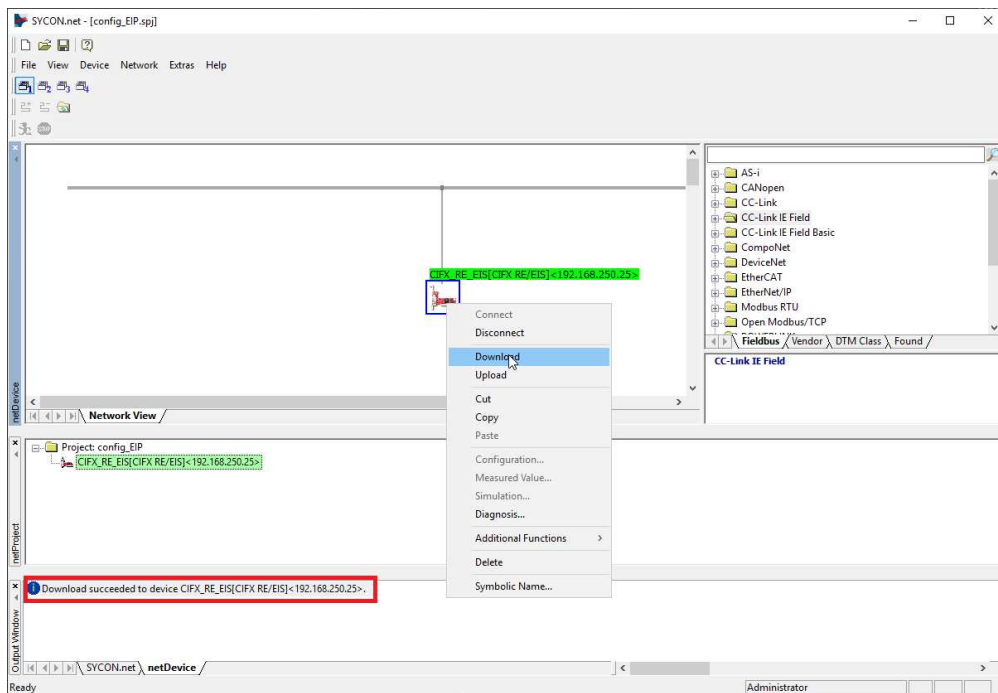 SYCON.net - [config_EIP.spj]
File View Device Network Extras Help
netDevice
CIFX_RE_EIS[CIFX RE/EIS]<192.168.250.25>
Network View
Connect
Disconnect
Download
Upload
Cut
Copy
Paste
Configuration...
Measured Value...
Simulation...
Diagnosis...
Additional Functions >
Delete
Symbolic Name...
AS-i
CANopen
CC-Link
CC-Link IE Field
CC-Link IE Field Basic
CompoNet
DeviceNet
EtherCAT
EtherNet/IP
Modbus RTU
Open Modbus/TCP
Fieldbus Vendor DTM Class Found
CC-Link IE Field
netProject
Project: config_EIP
CIFX_RE_EIS[CIFX RE/EIS]<192.168.250.25>
Output Window
Download succeeded to device CIFX_RE_EIS[CIFX RE/EIS]<192.168.250.25>.
SYCON.net netDevice
Ready
Administrator